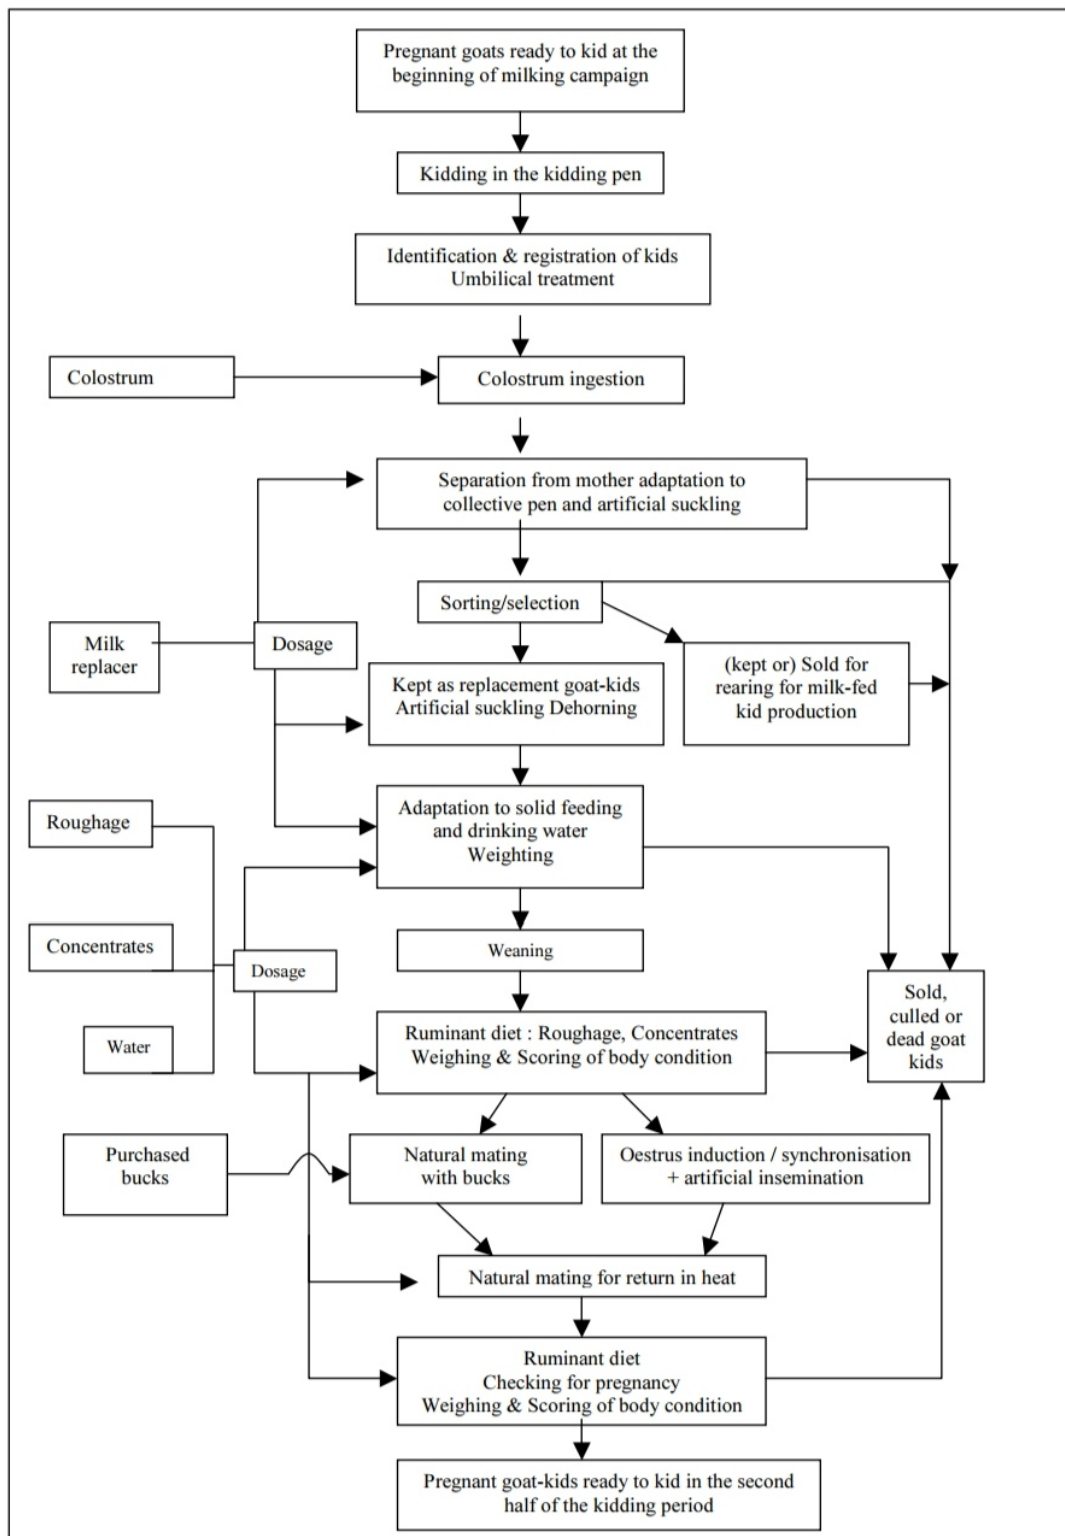 Pregnant goats ready to kid at the
beginning of milking campaign
Kidding in the kidding pen
Identification & registration of kids
Umbilical treatment
Colostrum
Colostrum ingestion
Separation from mother adaptation to
collective pen and artificial suckling
Sorting/selection
Milk
replacer
Dosage
(kept or) Sold for
rearing for milk-fed
kid production
Kept as replacement goat-kids
Artificial suckling Dehorning
Roughage
Adaptation to solid feeding
and drinking water
Weighting
Concentrates
Weaning
Dosage
Sold,
culled or
dead goat
kids
Water
Ruminant diet : Roughage, Concentrates
Weighing & Scoring of body condition
Purchased
bucks
Natural mating
with bucks
Oestrus induction / synchronisation
+ artificial insemination
Natural mating for return in heat
Ruminant diet
Checking for pregnancy
Weighing & Scoring of body condition
Pregnant goat-kids ready to kid in the second
half of the kidding period